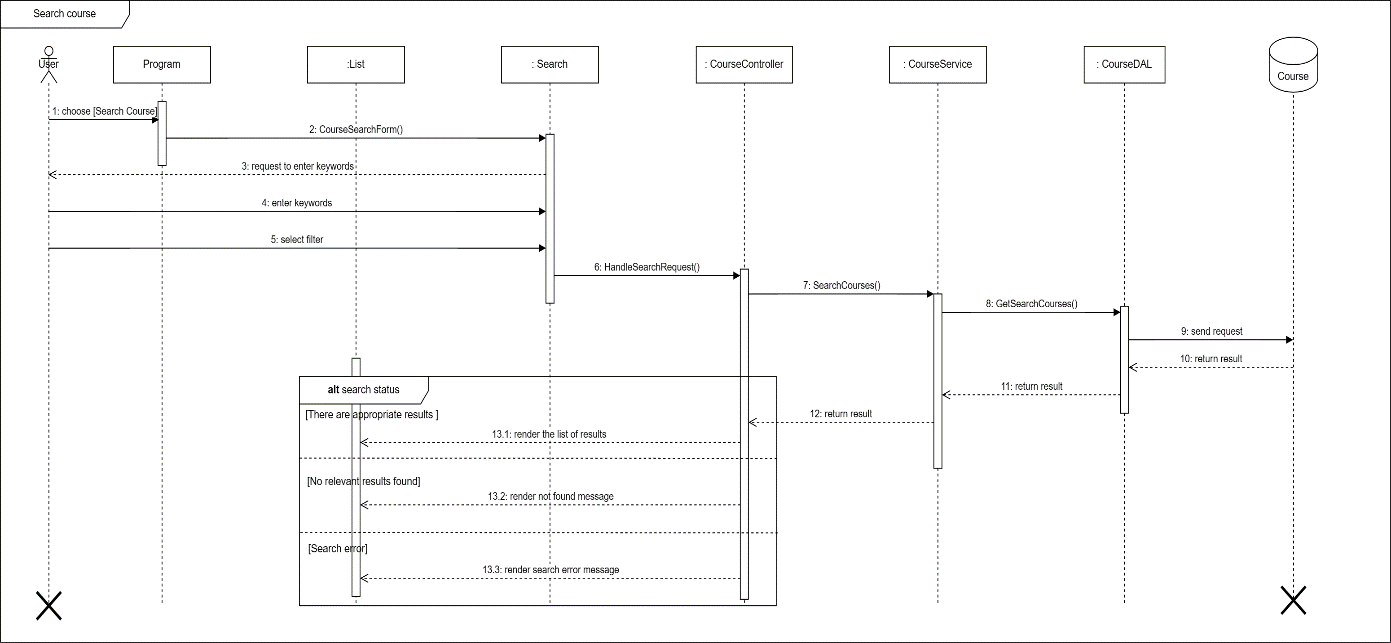 Search course
User
Program
:List
: Search
: CourseController
: CourseService
: CourseDAL
Course
1: choose [Search Course]
2: CourseSearchForm()
3: request to enter keywords
4: enter keywords
5: select filter
6: HandleSearchRequest()
7: SearchCourses()
8: GetSearchCourses()
9: send request
10: return result
11: return result
alt search status
[There are appropriate results ]
12: return result
13.1: render the list of results
[No relevant results found]
13.2: render not found message
[Search error]
13.3: render search error message